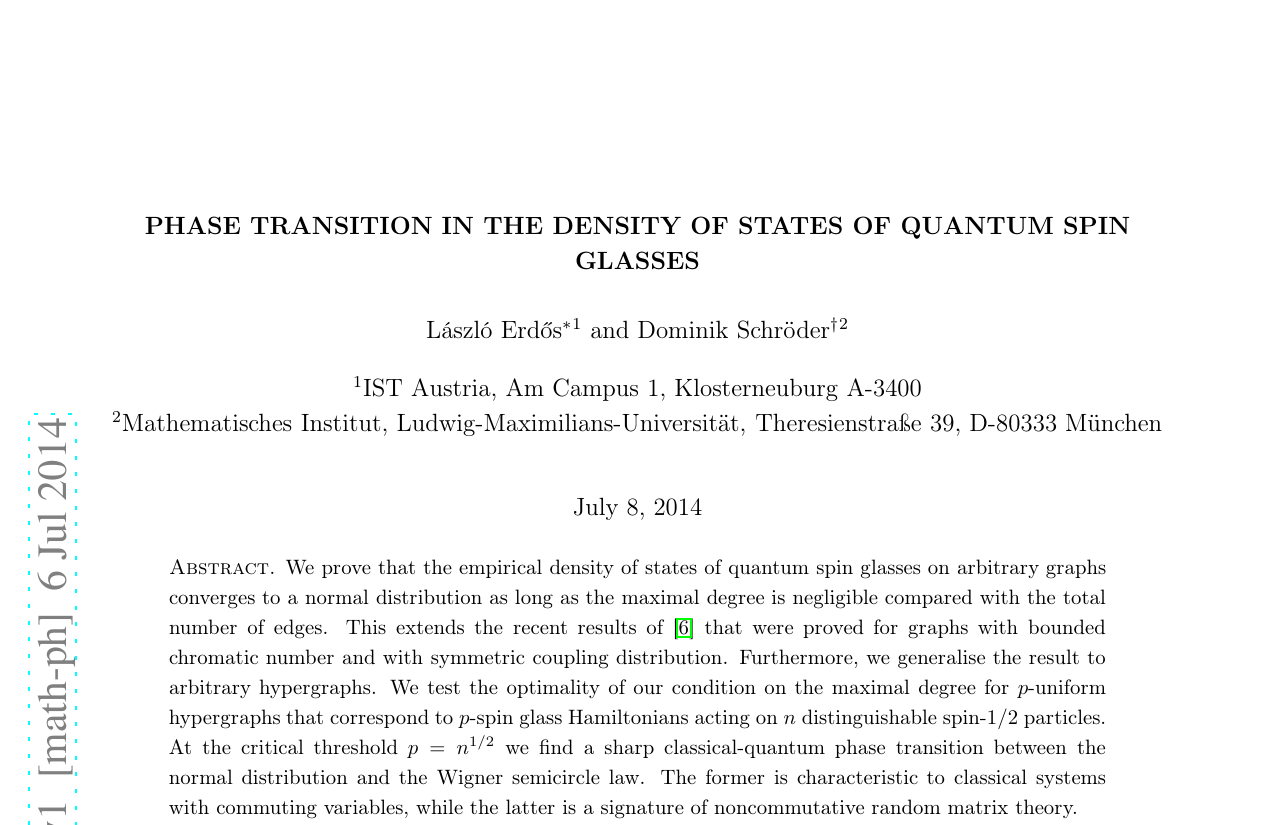 PHASE TRANSITION IN THE DENSITY OF STATES OF QUANTUM SPIN
GLASSES
László Erdős*1 and Dominik Schröder†2
1IST Austria, Am Campus 1, Klosterneuburg A-3400
2Mathematisches Institut, Ludwig-Maximilians-Universität, Theresienstraße 39, D-80333 München
July 8, 2014
ABSTRACT. We prove that the empirical density of states of quantum spin glasses on arbitrary graphs
converges to a normal distribution as long as the maximal degree is negligible compared with the total
number of edges. This extends the recent results of [6] that were proved for graphs with bounded
chromatic number and with symmetric coupling distribution. Furthermore, we generalise the result to
arbitrary hypergraphs. We test the optimality of our condition on the maximal degree for p-uniform
hypergraphs that correspond to p-spin glass Hamiltonians acting on n distinguishable spin-1/2 particles.
At the critical threshold p = n^{1/2} we find a sharp classical-quantum phase transition between the
normal distribution and the Wigner semicircle law. The former is characteristic to classical systems
with commuting variables, while the latter is a signature of noncommutative random matrix theory.
[math-ph] 6 Jul 2014